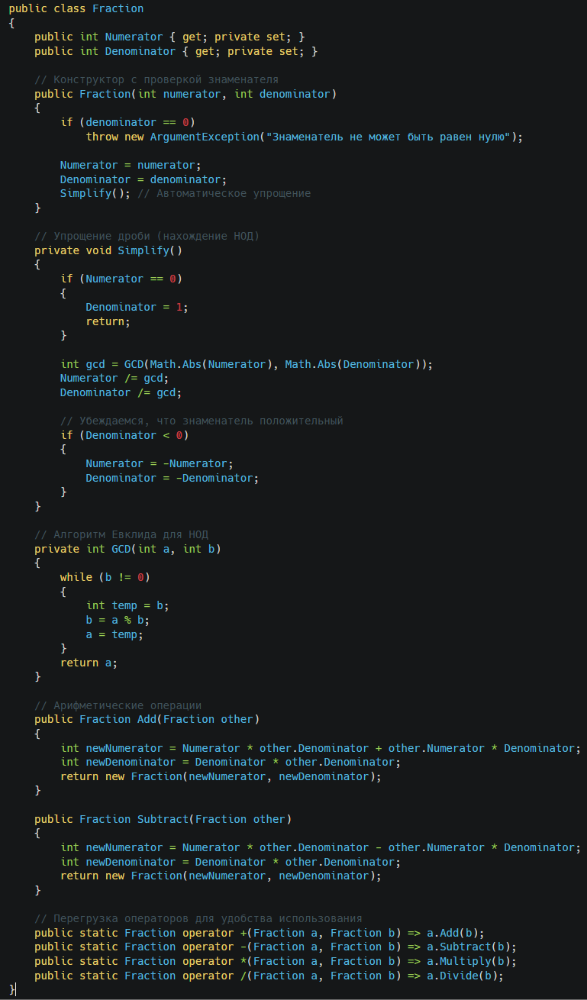 public class Fraction
{
    public int Numerator { get; private set; }
    public int Denominator { get; private set; }

    // Конструктор с проверкой знаменателя
    public Fraction(int numerator, int denominator)
    {
        if (denominator == 0)
            throw new ArgumentException("Знаменатель не может быть равен нулю");

        Numerator = numerator;
        Denominator = denominator;
        Simplify(); // Автоматическое упрощение
    }

    // Упрощение дроби (нахождение НОД)
    private void Simplify()
    {
        if (Numerator == 0)
        {
            Denominator = 1;
            return;
        }

        int gcd = GCD(Math.Abs(Numerator), Math.Abs(Denominator));
        Numerator /= gcd;
        Denominator /= gcd;

        // Убеждаемся, что знаменатель положительный
        if (Denominator < 0)
        {
            Numerator = -Numerator;
            Denominator = -Denominator;
        }
    }

    // Алгоритм Евклида для НОД
    private int GCD(int a, int b)
    {
        while (b != 0)
        {
            int temp = b;
            b = a % b;
            a = temp;
        }
        return a;
    }

    // Арифметические операции
    public Fraction Add(Fraction other)
    {
        int newNumerator = Numerator * other.Denominator + other.Numerator * Denominator;
        int newDenominator = Denominator * other.Denominator;
        return new Fraction(newNumerator, newDenominator);
    }

    public Fraction Subtract(Fraction other)
    {
        int newNumerator = Numerator * other.Denominator - other.Numerator * Denominator;
        int newDenominator = Denominator * other.Denominator;
        return new Fraction(newNumerator, newDenominator);
    }

    // Перегрузка операторов для удобства использования
    public static Fraction operator +(Fraction a, Fraction b) => a.Add(b);
    public static Fraction operator -(Fraction a, Fraction b) => a.Subtract(b);
    public static Fraction operator *(Fraction a, Fraction b) => a.Multiply(b);
    public static Fraction operator /(Fraction a, Fraction b) => a.Divide(b);
}